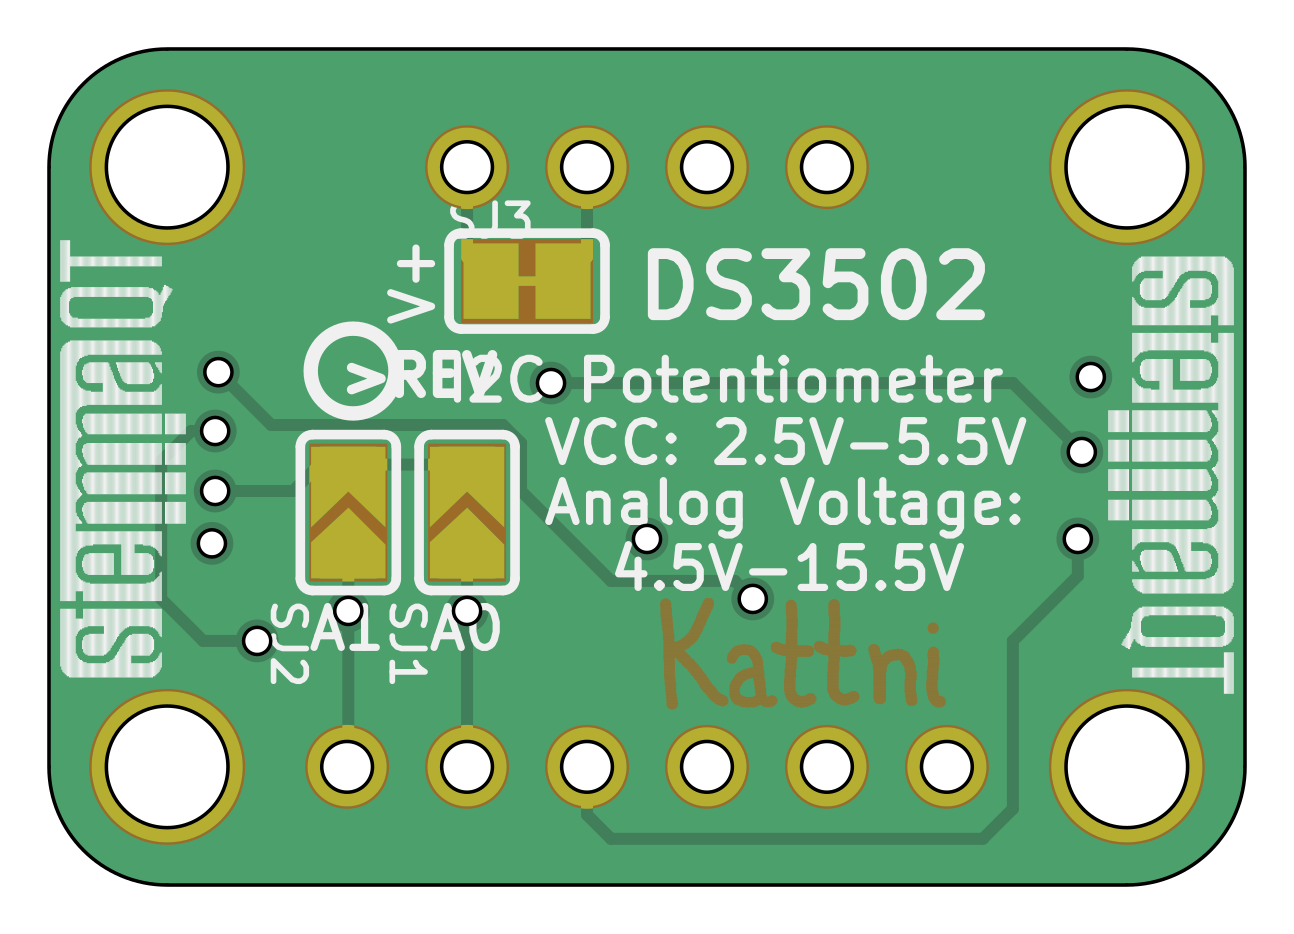 SJ3
V+
DS3502
REV
I2C Potentiometer
VCC: 2.5V-5.5V
Analog Voltage:
4.5V-15.5V
SJ2
A1
SJ1
A0
Kattni
stemmaQT
stemmaQT